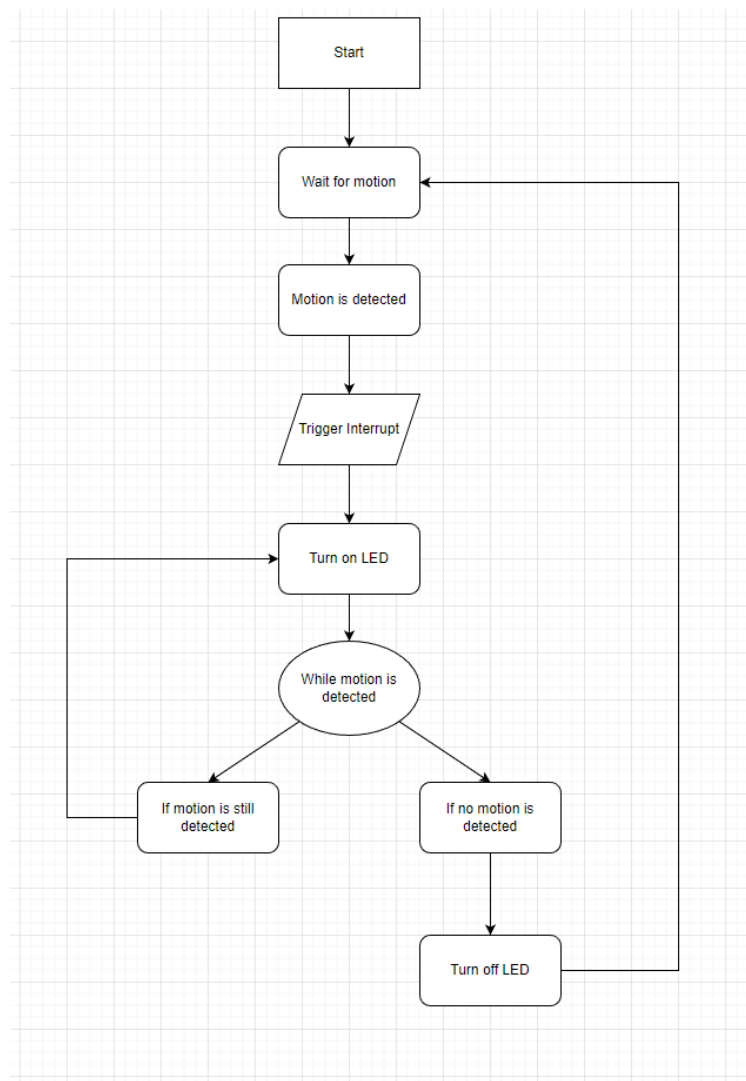 Start
Wait for motion
Motion is detected
Trigger Interrupt
Turn on LED
While motion is
detected
If motion is still
detected
If no motion is
detected
Turn off LED